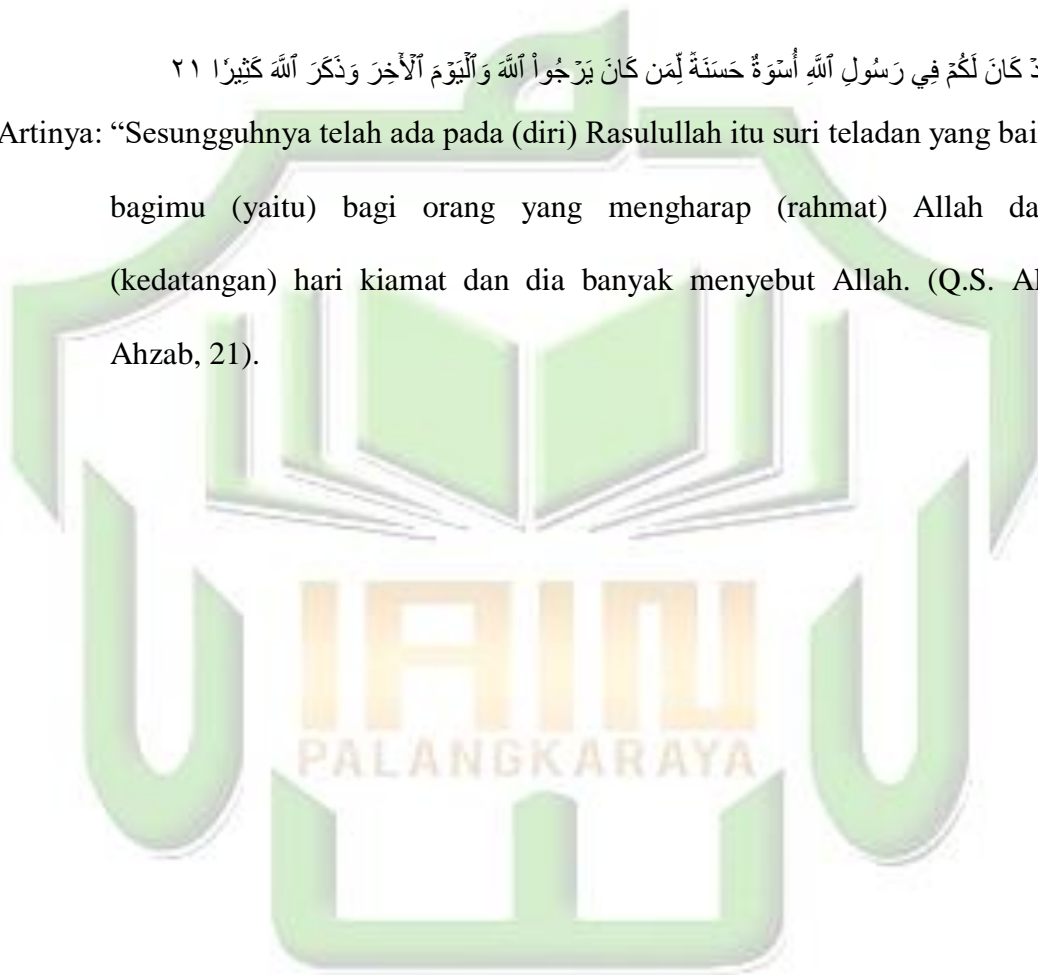 كَانَ لَكُمۡ فِي رَسُولِ ٱللَّهِ أُسۡوَةٌ حَسَنَةٞ لِّمَن كَانَ يَرۡجُواْ ٱللَّهَ وَٱلۡيَوۡمَ ٱلۡأٓخِرَ وَذَكَرَ ٱللَّهَ كَثِيرٗا ٢١
Artinya: “Sesungguhnya telah ada pada (diri) Rasulullah itu suri teladan yang bai
bagimu (yaitu) bagi orang yang mengharap (rahmat) Allah da
(kedatangan) hari kiamat dan dia banyak menyebut Allah. (Q.S. Al
Ahzab, 21).
IAIN
PALANGKARAYA